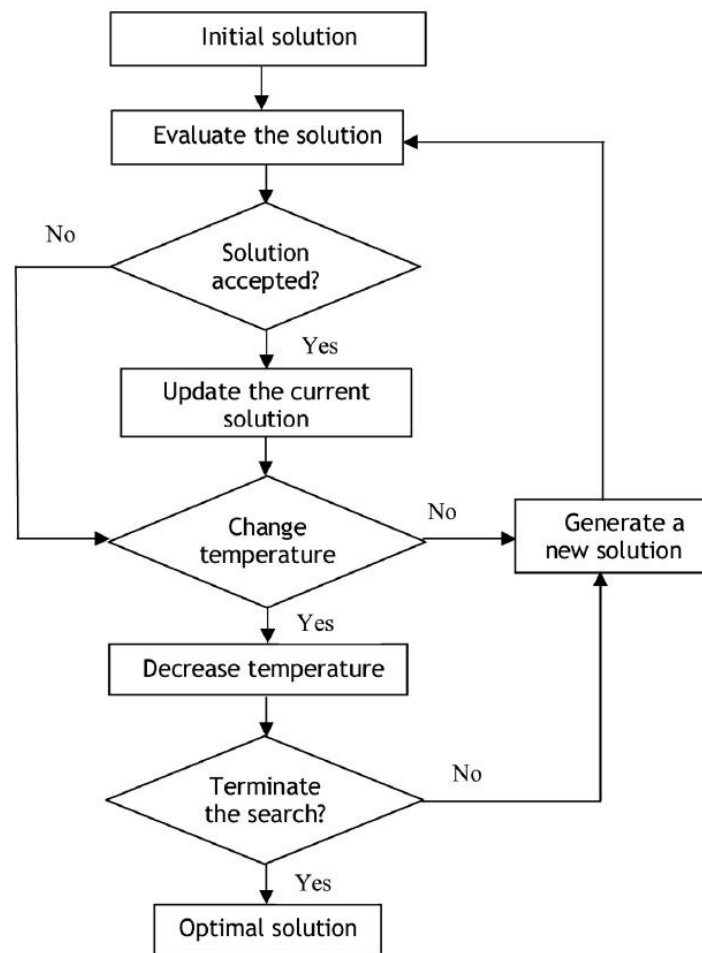 Initial solution
Evaluate the solution
No
Solution
accepted?
Yes
Update the current
solution
Change
temperature
No
Generate a
new solution
Yes
Decrease temperature
Terminate
the search?
No
Yes
Optimal solution